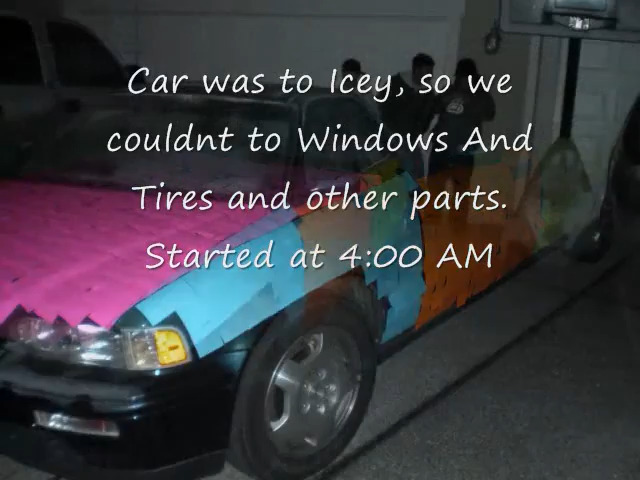 Car was to Icey, so we
couldnt to Windows And
Tires and other parts.
Started at 4:00 AM